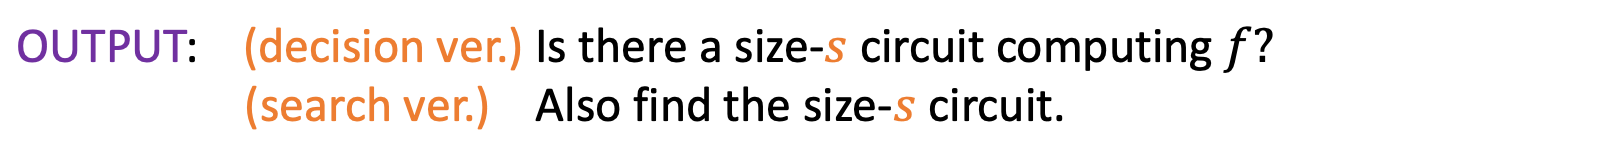 OUTPUT: (decision ver.) Is there a size-s circuit computing f?
(search ver.) Also find the size-s circuit.